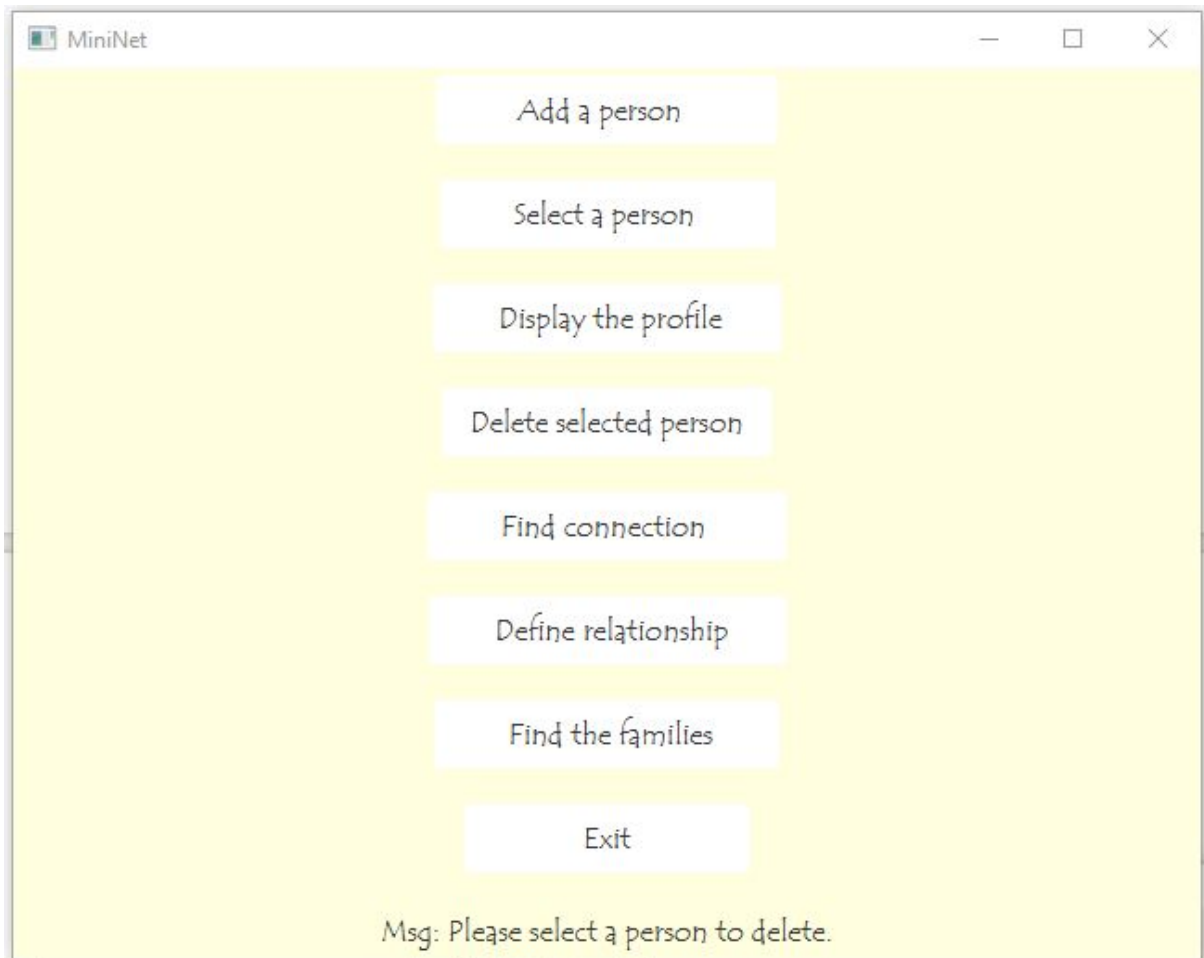 MiniNet
Add a person
Select a person
Display the profile
Delete selected person
Find connection
Define relationship
Find the families
Exit
Msg: Please select a person to delete.